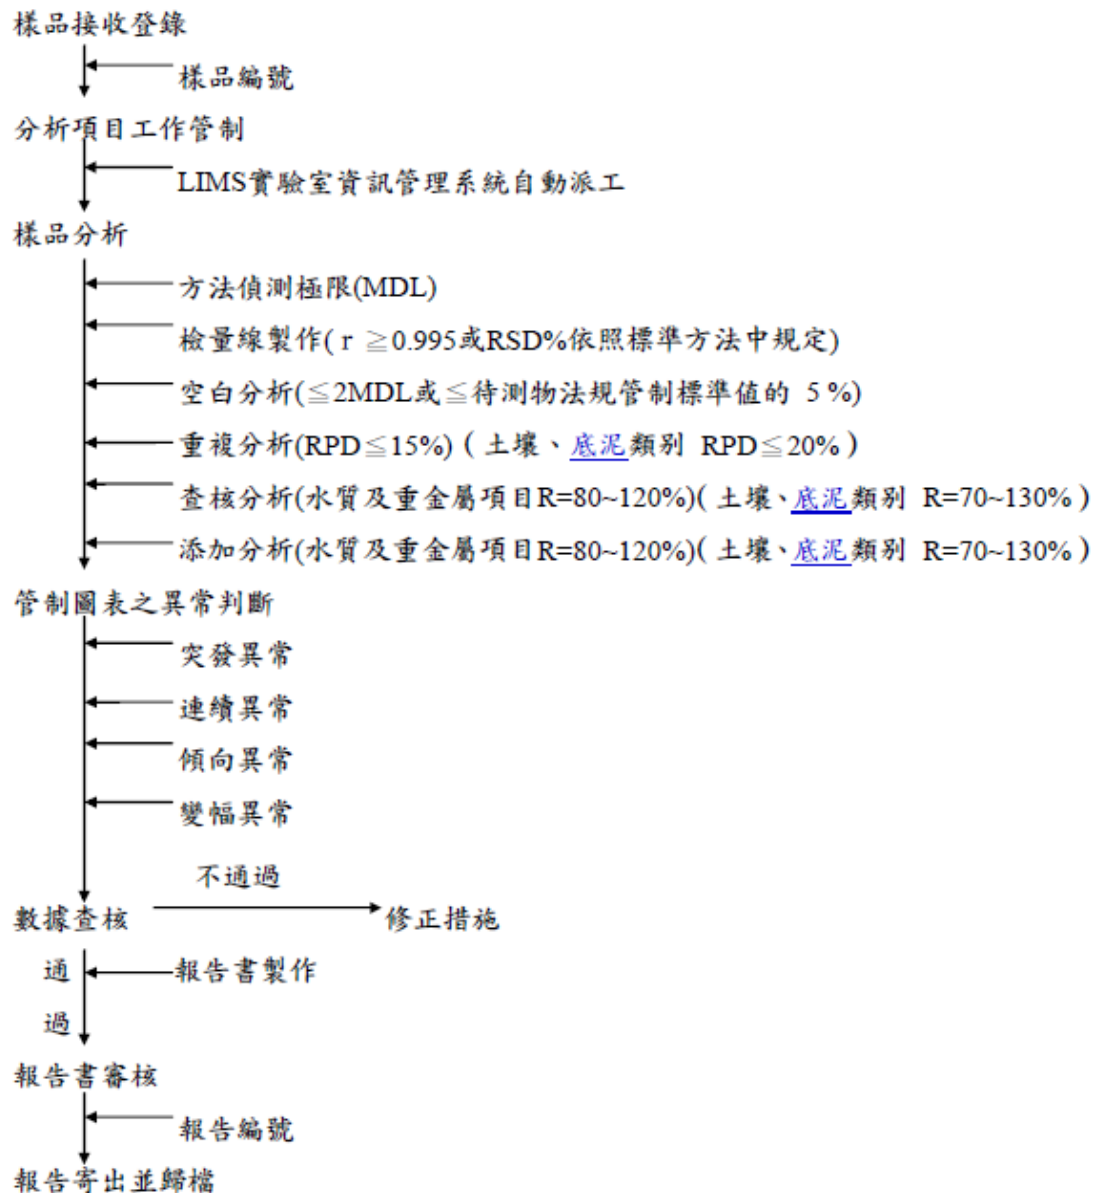 樣品接收登錄
樣品編號
分析項目工作管制
LIMS實驗室資訊管理系統自動派工
樣品分析
方法偵測極限(MDL)
檢量線製作( r ≧0.995或RSD%依照標準方法中規定)
空白分析(≦2MDL或≦待測物法規管制標準值的 5 %)
重複分析(RPD≦15%) ( 土壤、底泥類別 RPD≦20% )
查核分析(水質及重金屬項目R=80~120%)( 土壤、底泥類別 R=70~130% )
添加分析(水質及重金屬項目R=80~120%)( 土壤、底泥類別 R=70~130% )
管制圖表之異常判斷
突發異常
連續異常
傾向異常
變幅異常
不通過
數據查核 修正措施
通 報告書製作
過
報告書審核
報告編號
報告寄出並歸檔